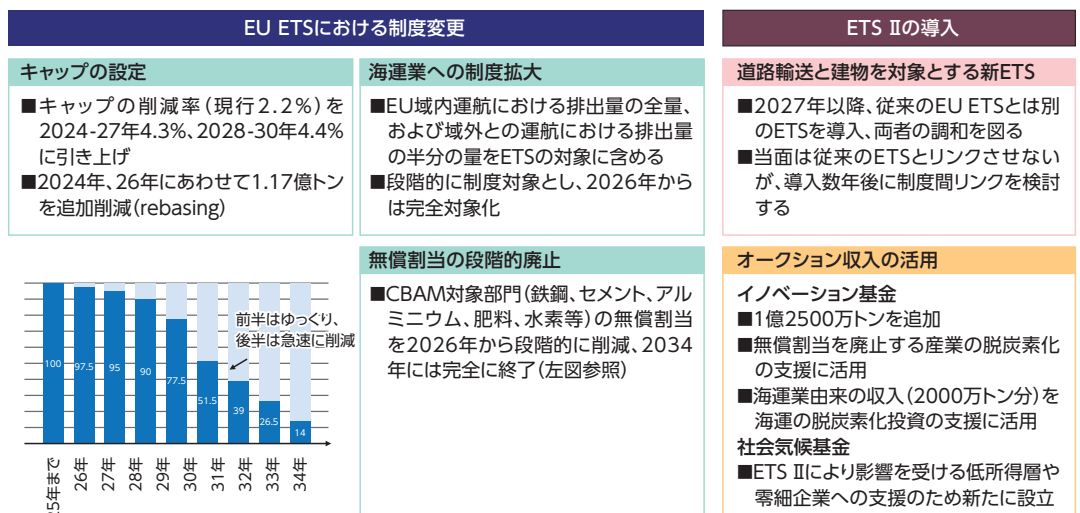 EU ETSにおける制度変更
キャップの設定
■キャップの削減率(現行2.2%)を
2024-27年4.3%、2028-30年4.4%
に引き上げ
■2024年、26年にあわせて1.17億トン
を追加削減(rebasing)
海運業への制度拡大
■EU域内運航における排出量の全量、
および域外との運航における排出量
の半分の量をETSの対象に含める
■段階的に制度対象とし、2026年から
は完全対象化
前半はゆっくり、
後半は急速に削減
100
97.5
95
90
77.5
51.5
39
26.5
14
25年まで
26年
27年
28年
29年
30年
31年
32年
33年
34年
無償割当の段階的廃止
■CBAM対象部門(鉄鋼、セメント、アル
ミニウム、肥料、水素等)の無償割当
を2026年から段階的に削減、2034
年には完全に終了(左図参照)
ETS Ⅱの導入
道路輸送と建物を対象とする新ETS
■2027年以降、従来のEU ETSとは別
のETSを導入、両者の調和を図る
■当面は従来のETSとリンクさせない
が、導入数年後に制度間リンクを検討
する
オークション収入の活用
イノベーション基金
■1億2500万トンを追加
■無償割当を廃止する産業の脱炭素化
の支援に活用
■海運業由来の収入(2000万トン分)を
海運の脱炭素化投資の支援に活用
社会気候基金
■ETS Ⅱにより影響を受ける低所得層や
零細企業への支援のため新たに設立